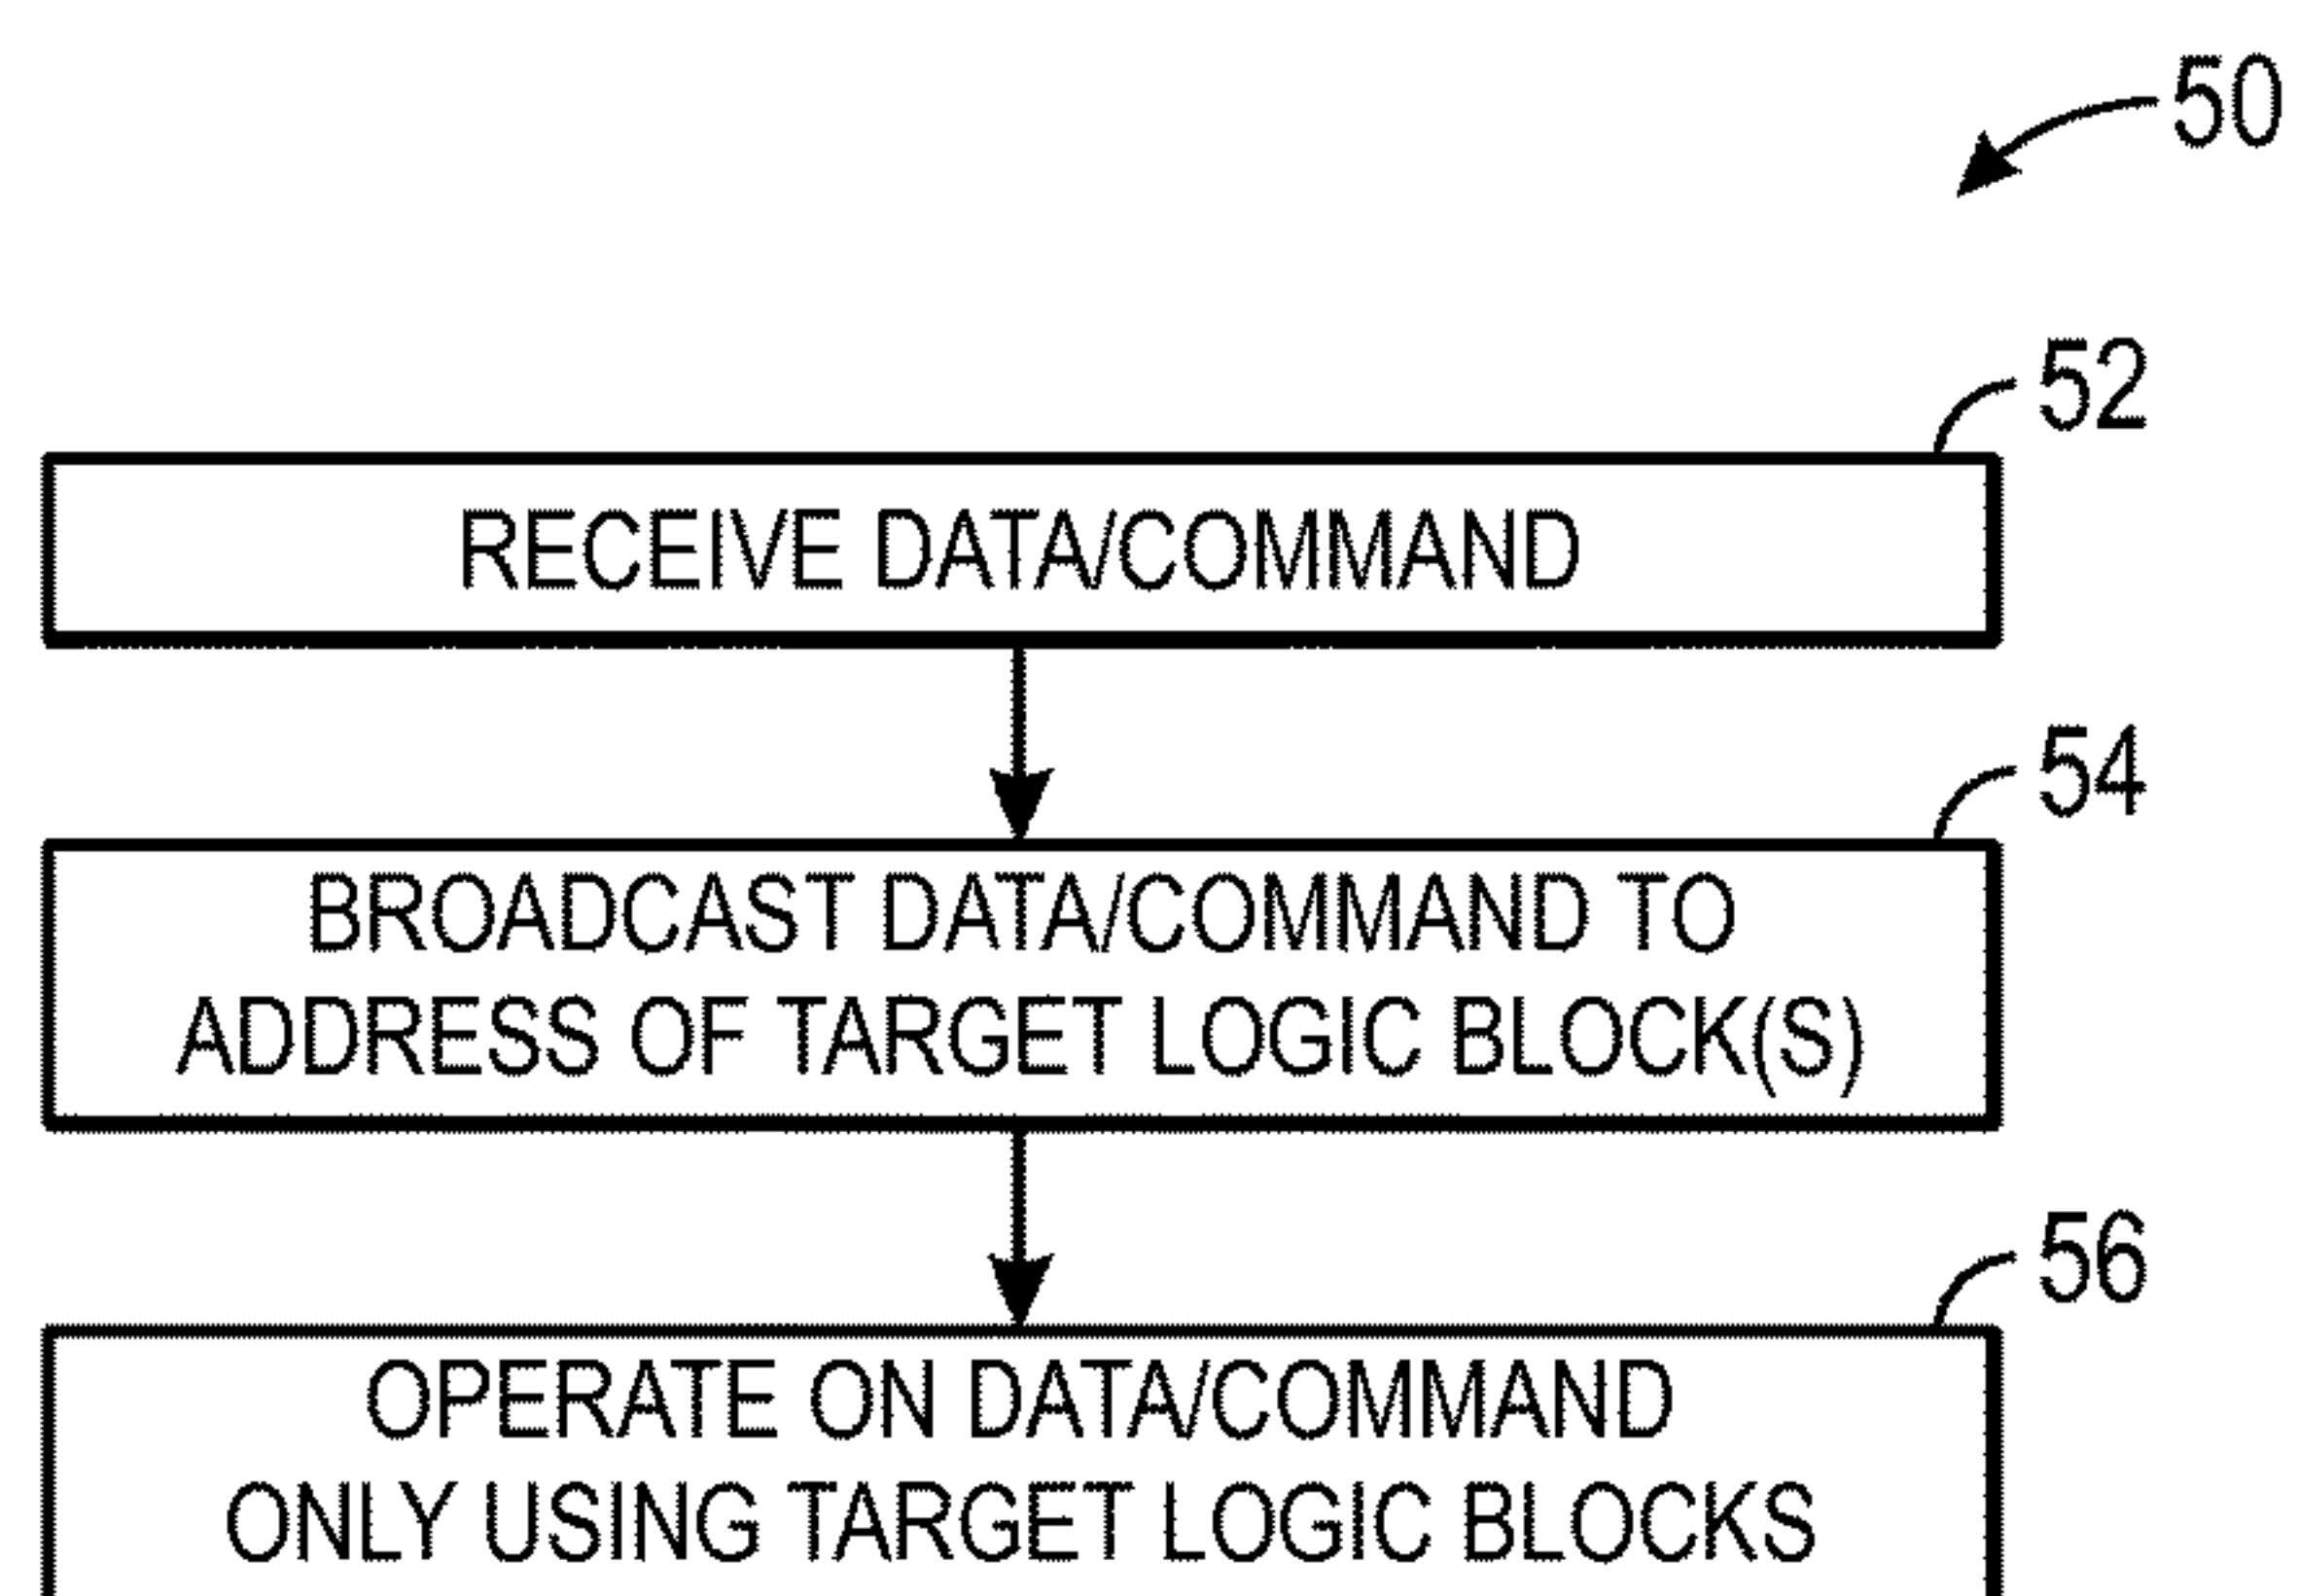 50
52
RECEIVE DATA/COMMAND
54
BROADCAST DATA/COMMAND TO
ADDRESS OF TARGET LOGIC BLOCK(S)
56
OPERATE ON DATA/COMMAND
ONLY USING TARGET LOGIC BLOCKS